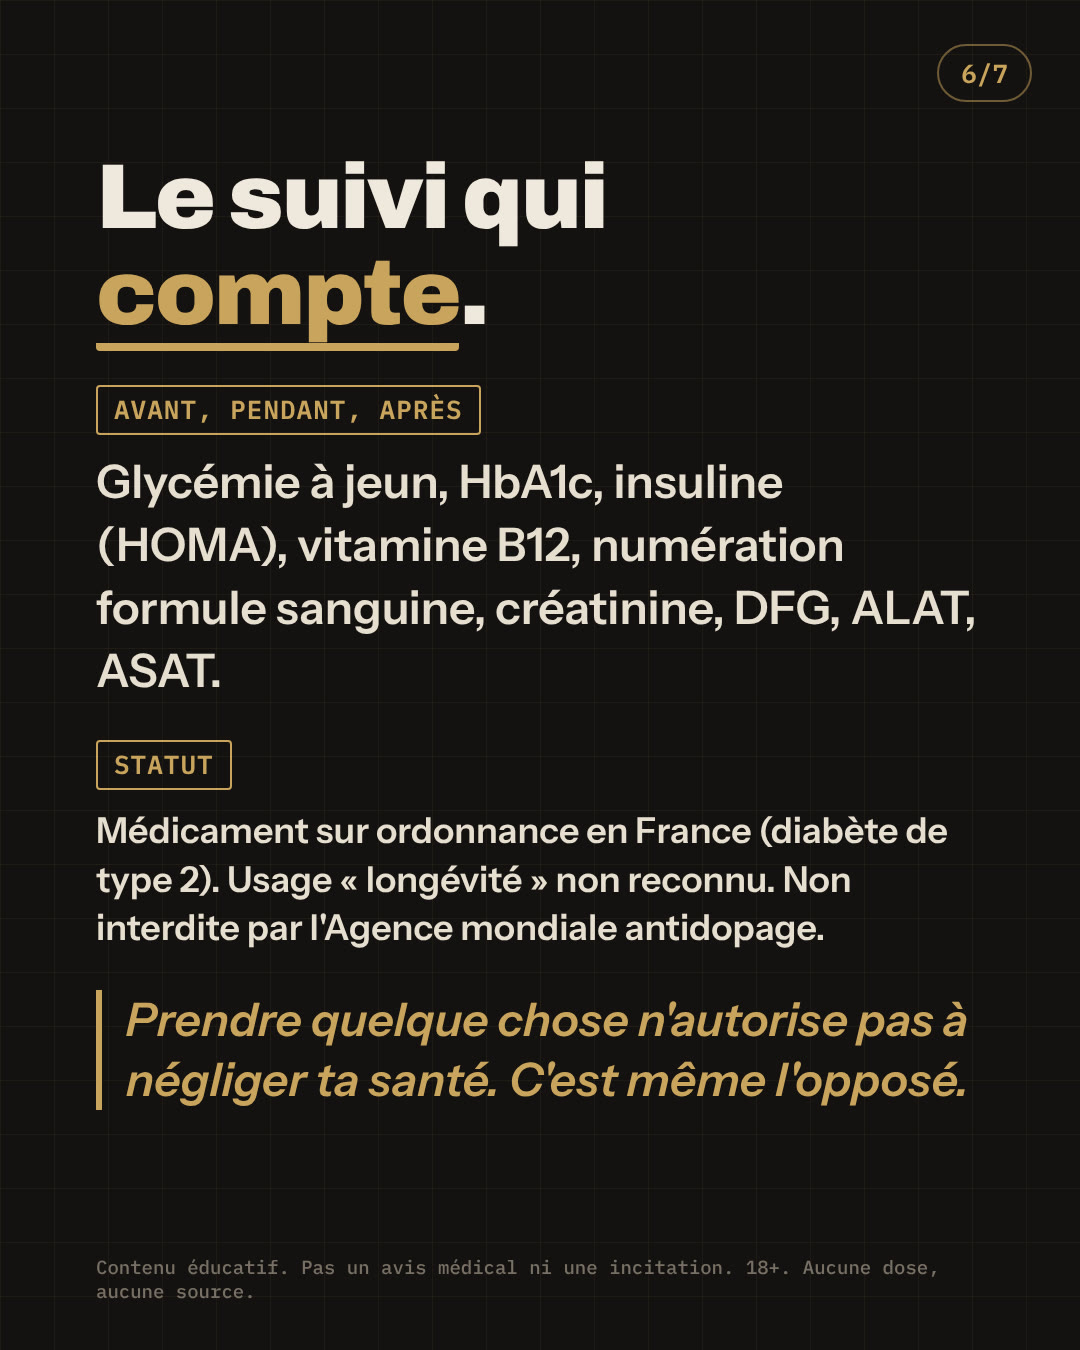 6/7
Le suivi qui
compte.
AVANT, PENDANT, APRÈS
Glycémie à jeun, HbA1c, insuline
(HOMA), vitamine B12, numération
formule sanguine, créatinine, DFG, ALAT,
ASAT.
STATUT
Médicament sur ordonnance en France (diabète de
type 2). Usage « longévité » non reconnu. Non
interdite par l'Agence mondiale antidopage.
Prendre quelque chose n'autorise pas à
négliger ta santé. C'est même l'opposé.
Contenu éducatif. Pas un avis médical ni une incitation. 18+. Aucune dose,
aucune source.